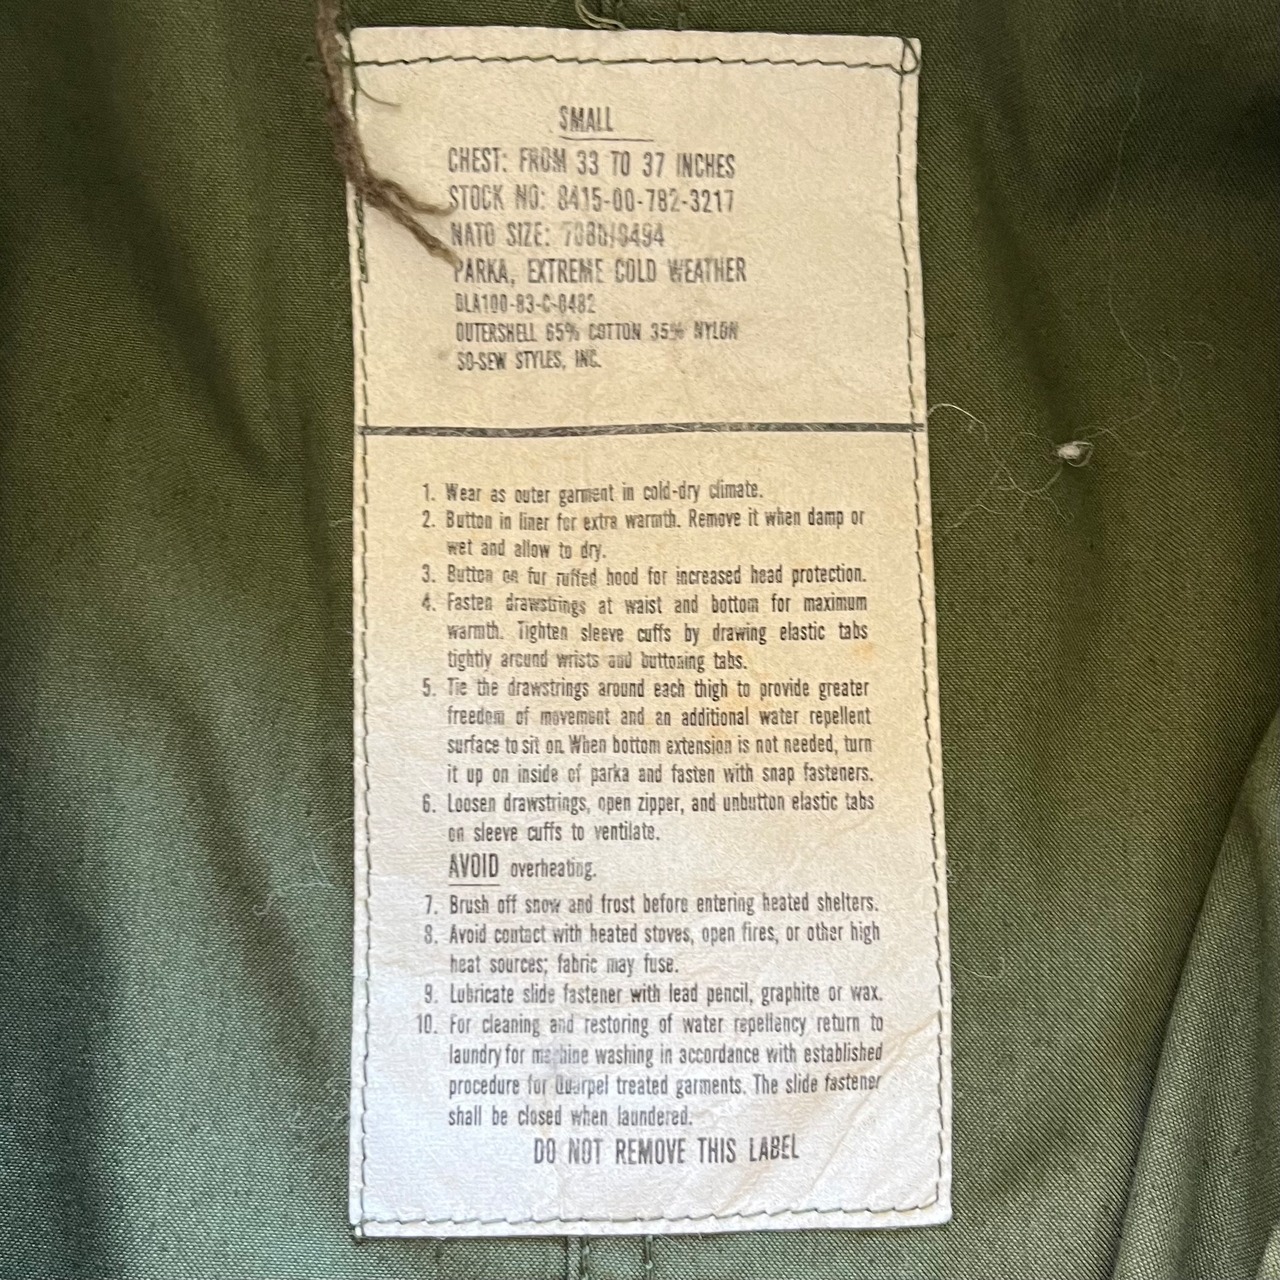 SMALL
CHEST: FROM 33 TO 37 INCHES
STOCK NO: 8415-00-782-3217
NATO SIZE:
PARKA, EXTREME COLD WEATHER
DLA100-83-C-0482
OUTERSHELL 65% COTTON 35% NYLON
SO-SEW STYLES, INC.
1. Wear as outer garment in cold-dry climate.
2. Button in liner for extra warmth. Remove it when damp or
wet and allow to dry.
3. Button on fur ruffed hood for increased head protection.
4. Fasten drawstrings at waist and bottom for maximum
warmth. Tighten sleeve cuffs by drawing elastic tabs
tightly around wrists and buttoning tabs.
5. Tie the drawstrings around each thigh to provide greater
freedom of movement and an additional water repellent
surface to sit on. When bottom extension is not needed, turn
it up on inside of parka and fasten with snap fasteners.
6. Loosen drawstrings, open zipper, and unbutton elastic tabs
on sleeve cuffs to ventilate.
AVOID overheating.
7. Brush off snow and frost before entering heated shelters.
8. Avoid contact with heated stoves, open fires, or other high
heat sources; fabric may fuse.
9. Lubricate slide fastener with lead pencil, graphite or wax.
10. For cleaning and restoring of water repellancy return to
laundry for machine washing in accordance with established
procedure for Quarpel treated garments. The slide fastener
shall be closed when laundered.
DO NOT REMOVE THIS LABEL